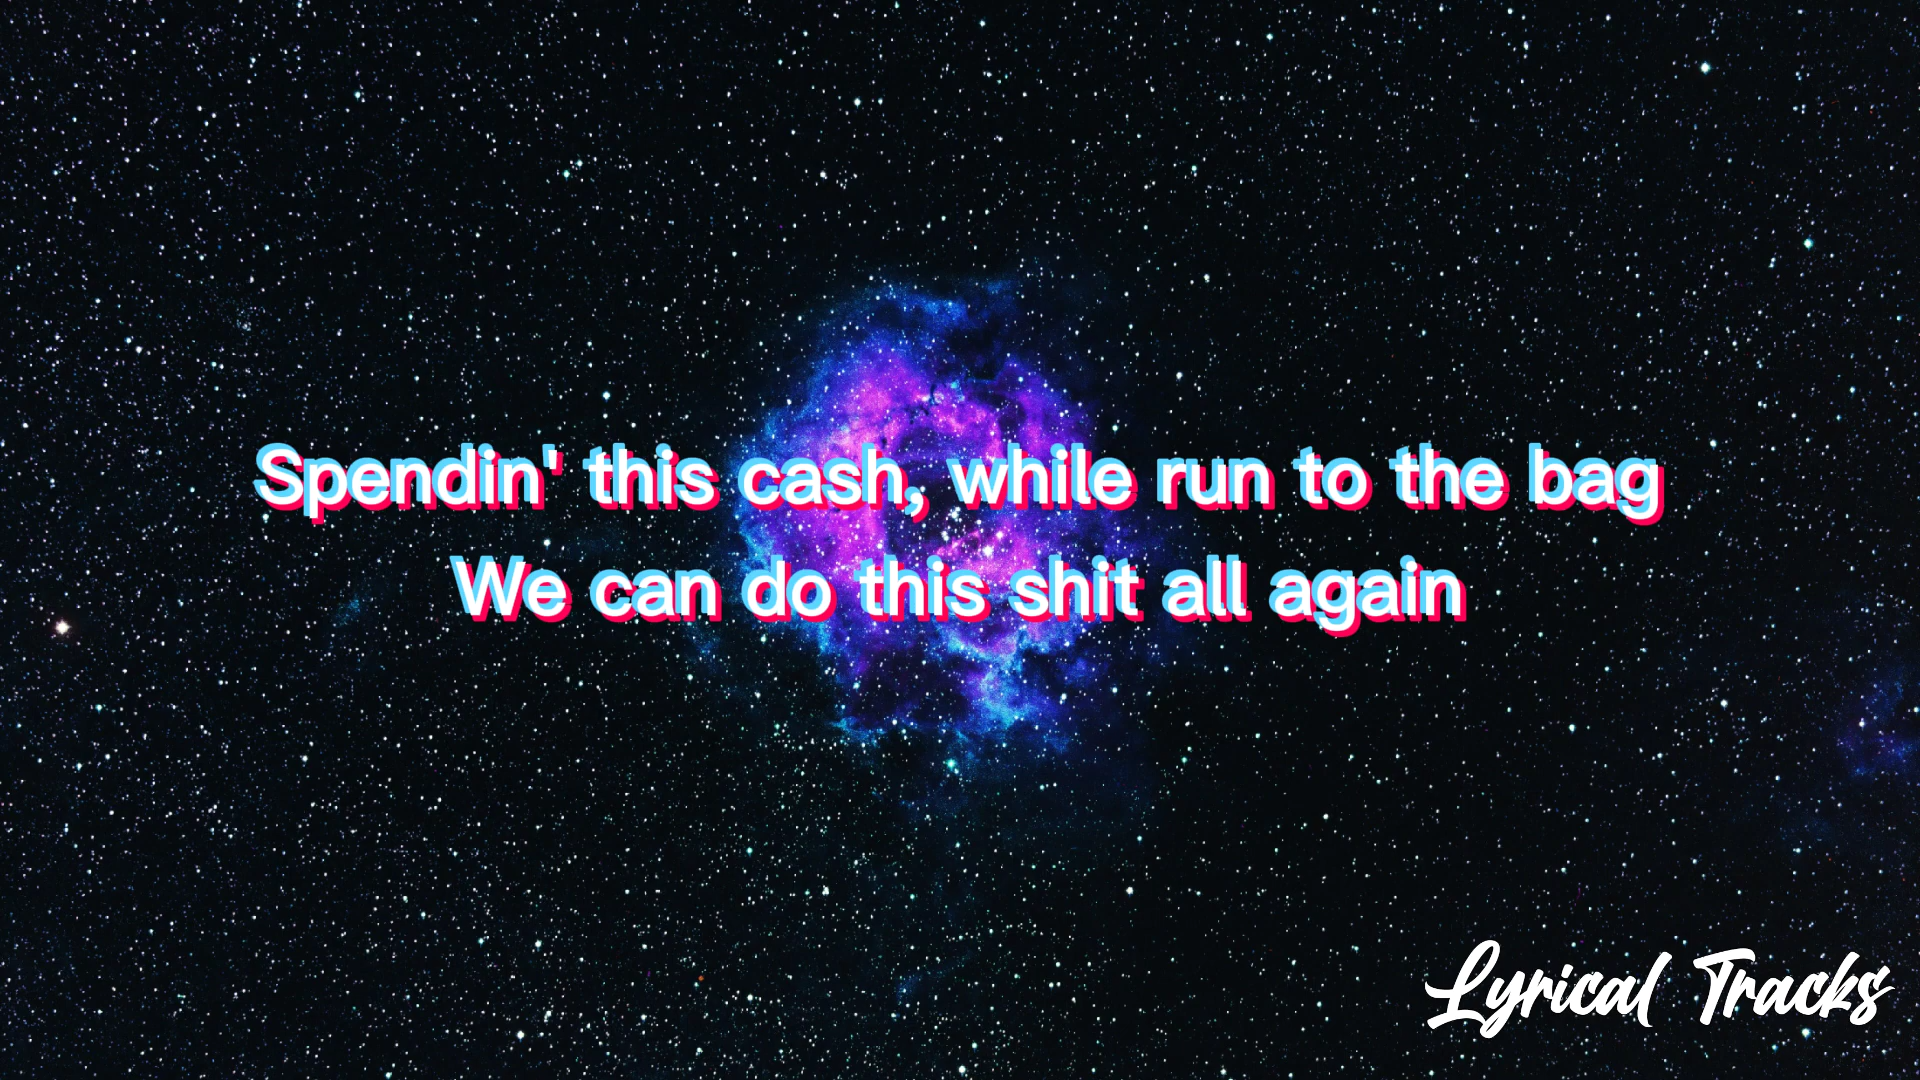 Spendin' this cash, while run to the bag
We can do this shit all again
Lyrical Tracks